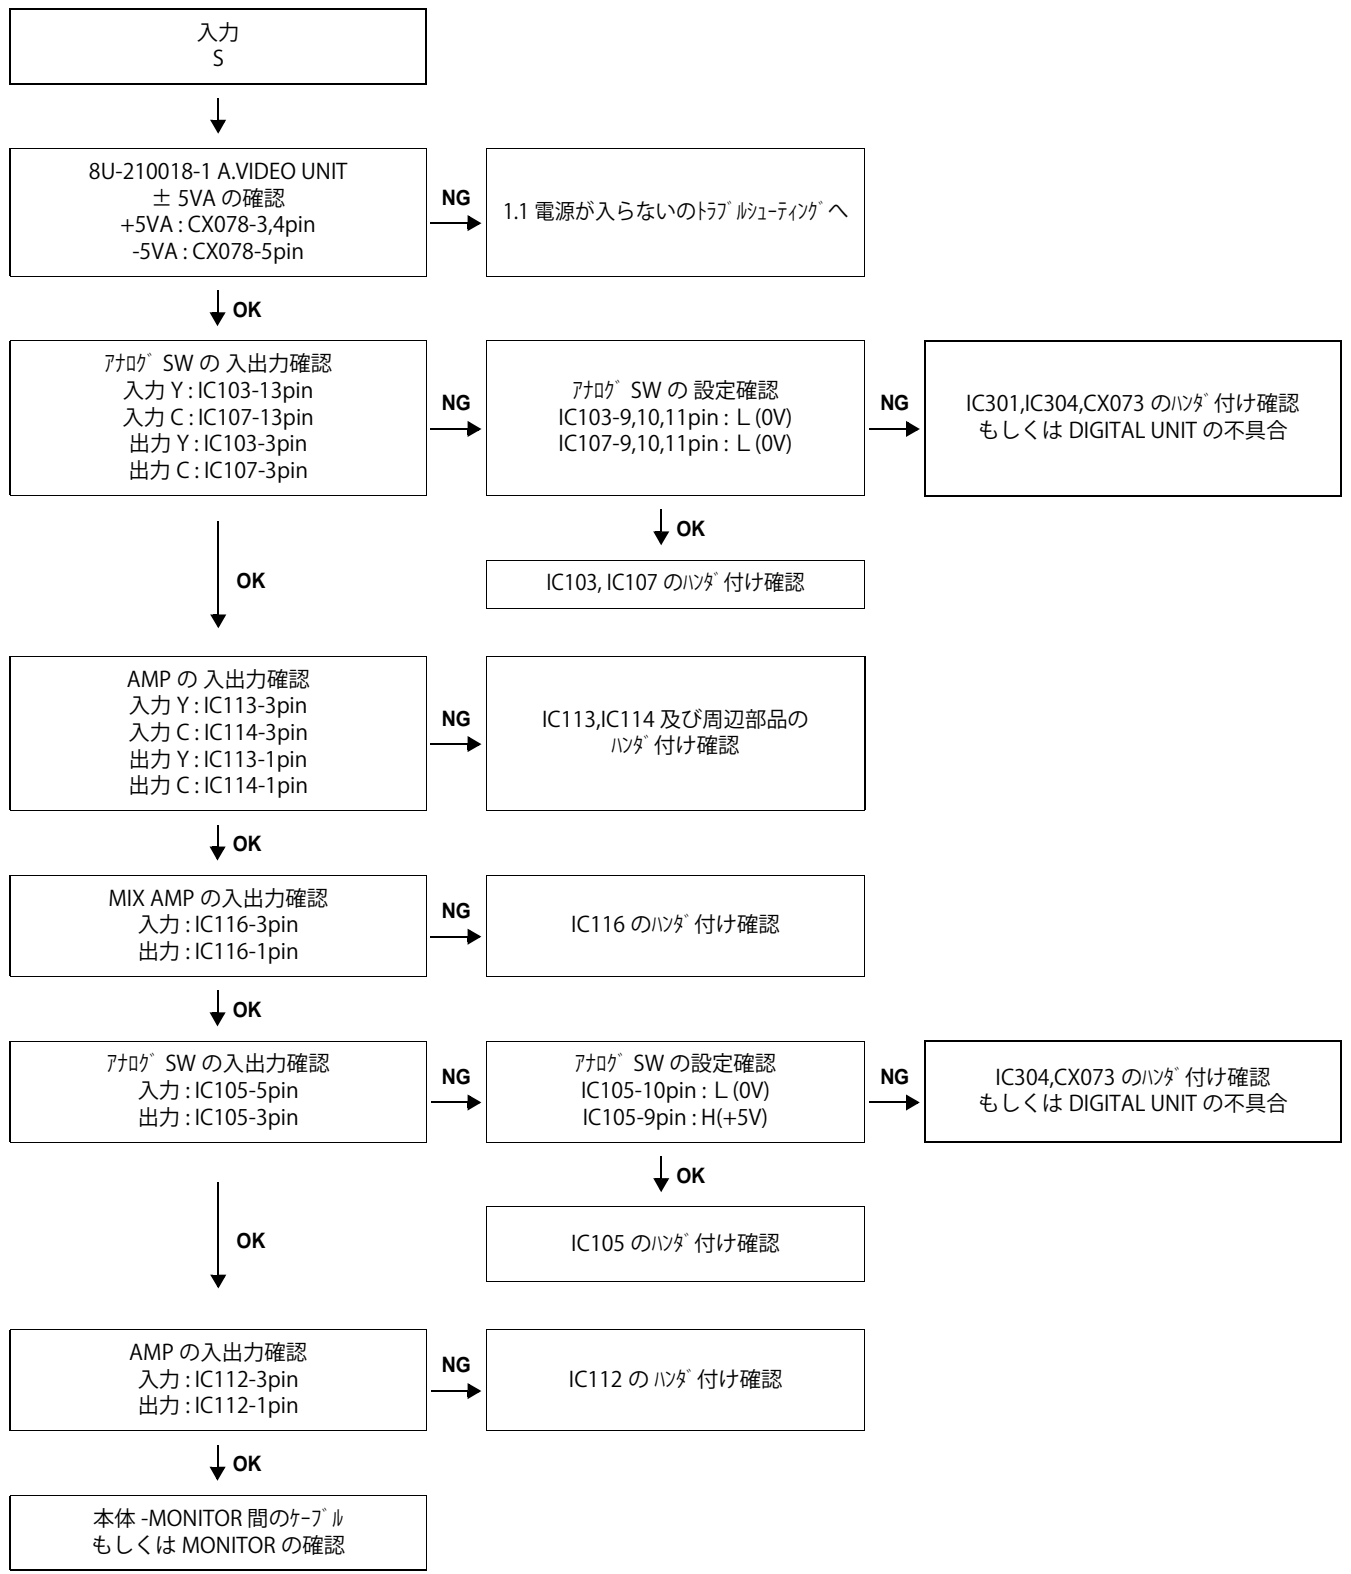 入力
S
8U-210018-1 A.VIDEO UNIT
± 5VA の確認
+5VA : CX078-3,4pin
-5VA : CX078-5pin
NG
1.1 電源が入らないのﾄﾗﾌﾞﾙｼｭｰﾃｨﾝｸﾞへ
OK
ｱﾅﾛｸﾞ SW の 入出力確認
入力 Y : IC103-13pin
入力 C : IC107-13pin
出力 Y : IC103-3pin
出力 C : IC107-3pin
NG
ｱﾅﾛｸﾞ SW の 設定確認
IC103-9,10,11pin : L (0V)
IC107-9,10,11pin : L (0V)
NG
IC301,IC304,CX073 のﾊﾝﾀﾞ付け確認
もしくは DIGITAL UNIT の不具合
OK
IC103, IC107 のﾊﾝﾀﾞ付け確認
OK
AMP の 入出力確認
入力 Y : IC113-3pin
入力 C : IC114-3pin
出力 Y : IC113-1pin
出力 C : IC114-1pin
NG
IC113,IC114 及び周辺部品の
ﾊﾝﾀﾞ付け確認
OK
MIX AMP の入出力確認
入力 : IC116-3pin
出力 : IC116-1pin
NG
IC116 のﾊﾝﾀﾞ付け確認
OK
ｱﾅﾛｸﾞ SW の入出力確認
入力 : IC105-5pin
出力 : IC105-3pin
NG
ｱﾅﾛｸﾞ SW の設定確認
IC105-10pin : L (0V)
IC105-9pin : H(+5V)
NG
IC304,CX073 のﾊﾝﾀﾞ付け確認
もしくは DIGITAL UNIT の不具合
OK
IC105 のﾊﾝﾀﾞ付け確認
OK
AMP の入出力確認
入力 : IC112-3pin
出力 : IC112-1pin
NG
IC112 の ﾊﾝﾀﾞ付け確認
OK
本体 -MONITOR 間のｹｰﾌﾞﾙ
もしくは MONITOR の確認